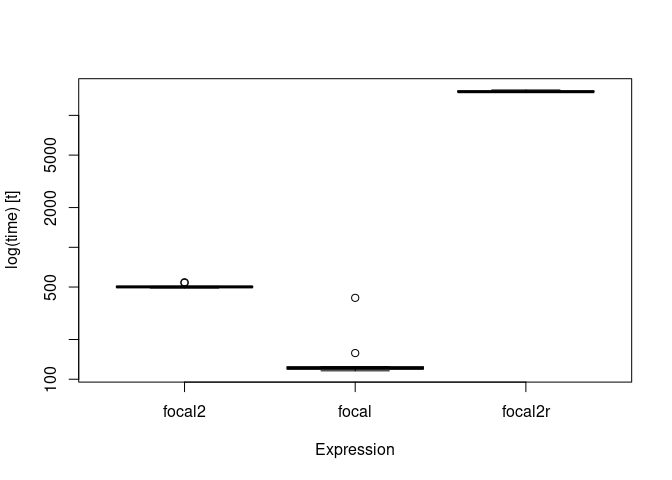 log(time) [t]
5000
2000
500
100
focal2
focal
focal2r
Expression